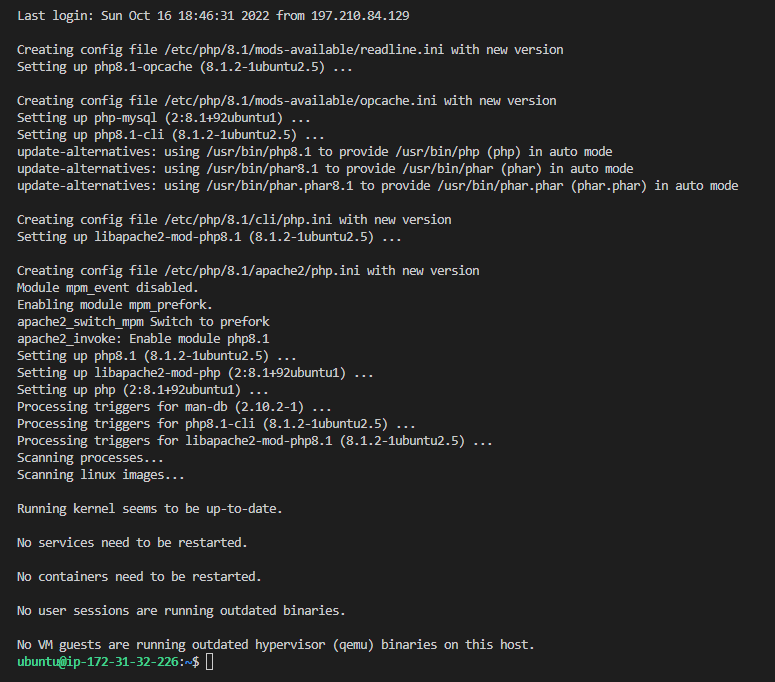 Last login: Sun Oct 16 18:46:31 2022 from 197.210.84.129
Creating config file /etc/php/8.1/mods-available/readline.ini with new version
Setting up php8.1-opcache (8.1.2-1ubuntu2.5) ...
Creating config file /etc/php/8.1/mods-available/opcache.ini with new version
Setting up php-mysql (2:8.1+92ubuntu1) ...
Setting up php8.1-cli (8.1.2-1ubuntu2.5) ...
update-alternatives: using /usr/bin/php8.1 to provide /usr/bin/php (php) in auto mode
update-alternatives: using /usr/bin/phar8.1 to provide /usr/bin/phar (phar) in auto mode
update-alternatives: using /usr/bin/phar.phar8.1 to provide /usr/bin/phar.phar (phar.phar) in auto mode
Creating config file /etc/php/8.1/cli/php.ini with new version
Setting up libapache2-mod-php8.1 (8.1.2-1ubuntu2.5) ...
Creating config file /etc/php/8.1/apache2/php.ini with new version
Module mpm_event disabled.
Enabling module mpm_prefork.
apache2_switch_mpm Switch to prefork
apache2_invoke: Enable module php8.1
Setting up php8.1 (8.1.2-1ubuntu2.5) ...
Setting up libapache2-mod-php (2:8.1+92ubuntu1) ...
Setting up php (2:8.1+92ubuntu1) ...
Processing triggers for man-db (2.10.2-1) ...
Processing triggers for php8.1-cli (8.1.2-1ubuntu2.5) ...
Processing triggers for libapache2-mod-php8.1 (8.1.2-1ubuntu2.5) ...
Scanning processes...
Scanning linux images...
Running kernel seems to be up-to-date.
No services need to be restarted.
No containers need to be restarted.
No user sessions are running outdated binaries.
No VM guests are running outdated hypervisor (qemu) binaries on this host.
ubuntu@ip-172-31-32-226:~$